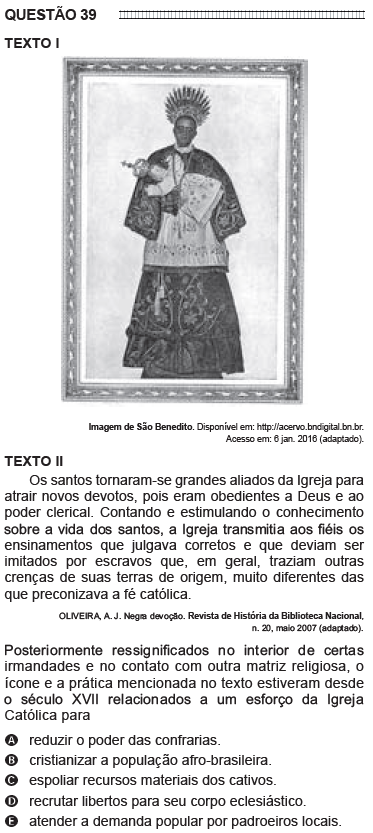 QUESTÃO 39
TEXTO I
Imagem de São Benedito. Disponível em: http://acervo.bndigital.bn.br.
Acesso em: 6 jan. 2016 (adaptado).
TEXTO II
Os santos tornaram-se grandes aliados da Igreja para
atrair novos devotos, pois eram obedientes a Deus e ao
poder clerical. Contando e estimulando o conhecimento
sobre a vida dos santos, a Igreja transmitia aos fiéis os
ensinamentos que julgava corretos e que deviam ser
imitados por escravos que, em geral, traziam outras
crenças de suas terras de origem, muito diferentes das
que preconizava a fé católica.
OLIVEIRA, A. J. Negra devoção. Revista de História da Biblioteca Nacional,
n. 20, maio 2007 (adaptado).
Posteriormente ressignificados no interior de certas
irmandades e no contato com outra matriz religiosa, o
ícone e a prática mencionada no texto estiveram desde
o século XVII relacionados a um esforço da Igreja
Católica para
A reduzir o poder das confrarias.
B cristianizar a população afro-brasileira.
C espoliar recursos materiais dos cativos.
D recrutar libertos para seu corpo eclesiástico.
E atender a demanda popular por padroeiros locais.